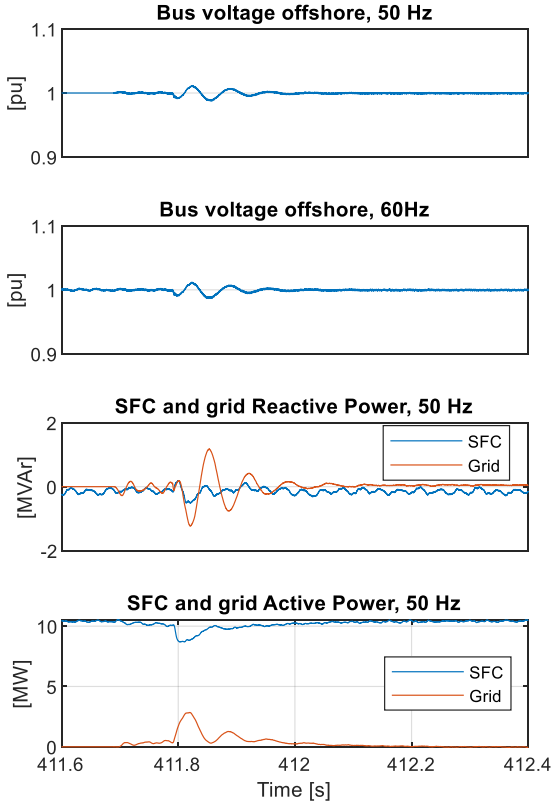 Bus voltage offshore, 50 Hz
1.1
1
0.9
[pu]
Bus voltage offshore, 60Hz
1.1
1
0.9
[pu]
SFC and grid Reactive Power, 50 Hz
2
0
-2
[MVAr]
SFC
Grid
SFC and grid Active Power, 50 Hz
10
5
0
[MW]
SFC
Grid
411.6 411.8 412 412.2 412.4
Time [s]